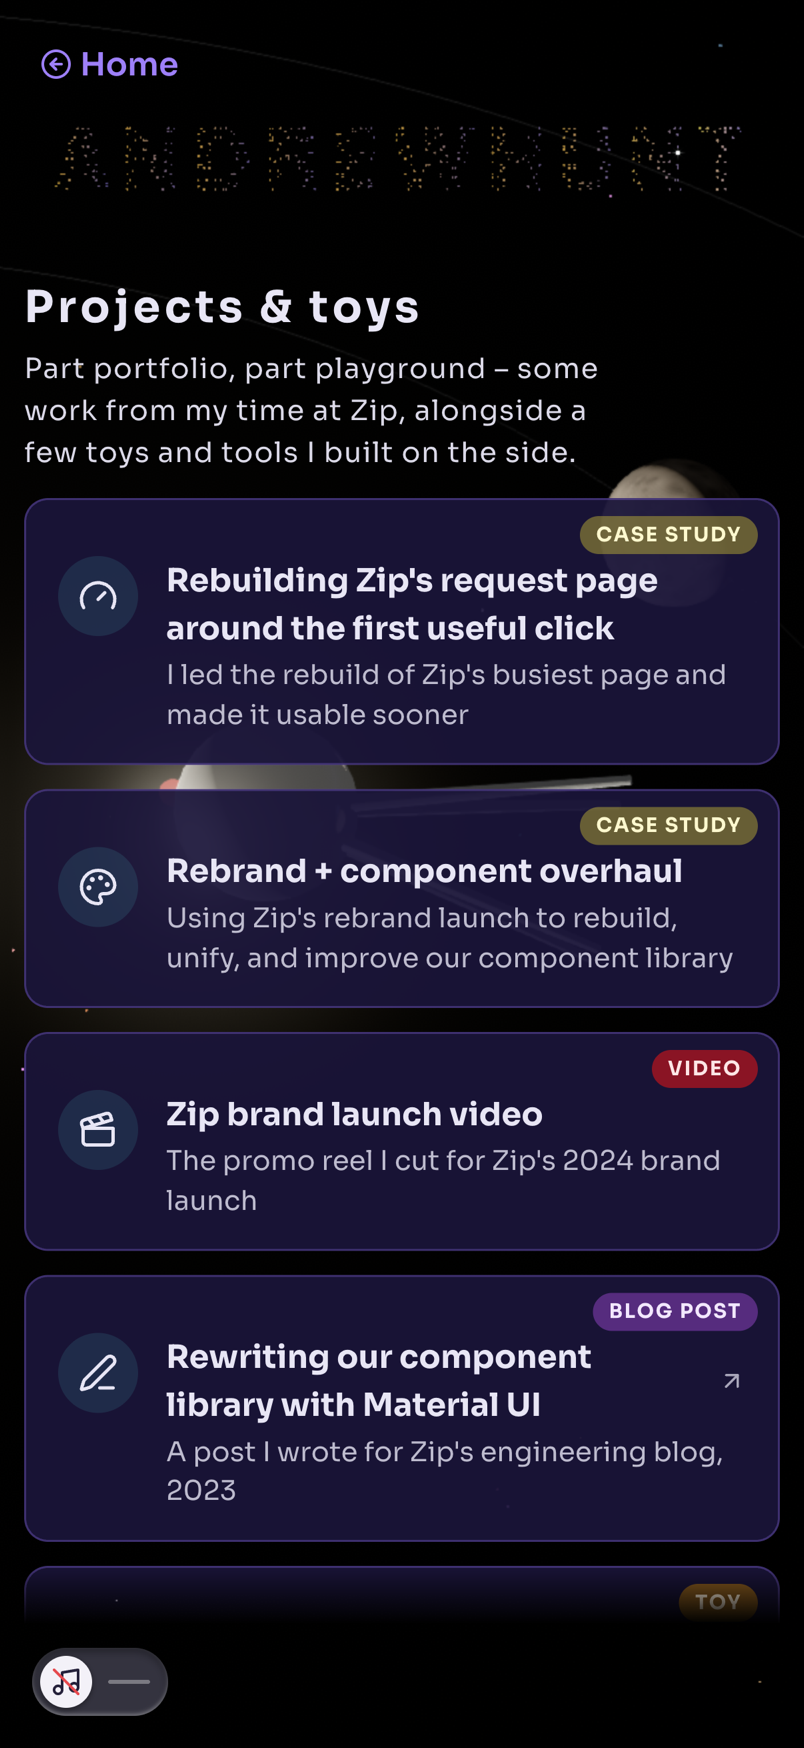 Home
ANDREW HUNT
Projects & toys
Part portfolio, part playground – some
work from my time at Zip, alongside a
few toys and tools I built on the side.
CASE STUDY
Rebuilding Zip's request page
around the first useful click
I led the rebuild of Zip's busiest page and
made it usable sooner
CASE STUDY
Rebrand + component overhaul
Using Zip's rebrand launch to rebuild,
unify, and improve our component library
VIDEO
Zip brand launch video
The promo reel I cut for Zip's 2024 brand
launch
BLOG POST
Rewriting our component
library with Material UI
A post I wrote for Zip's engineering blog,
2023
TOY